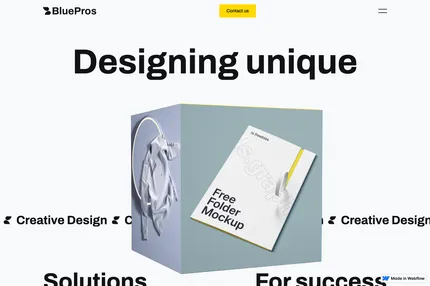 BluePros
Contact us
Designing unique
Free
Folder
Mockup
Creative Design
Creative Design
Solutions
For success
Made in Webflow